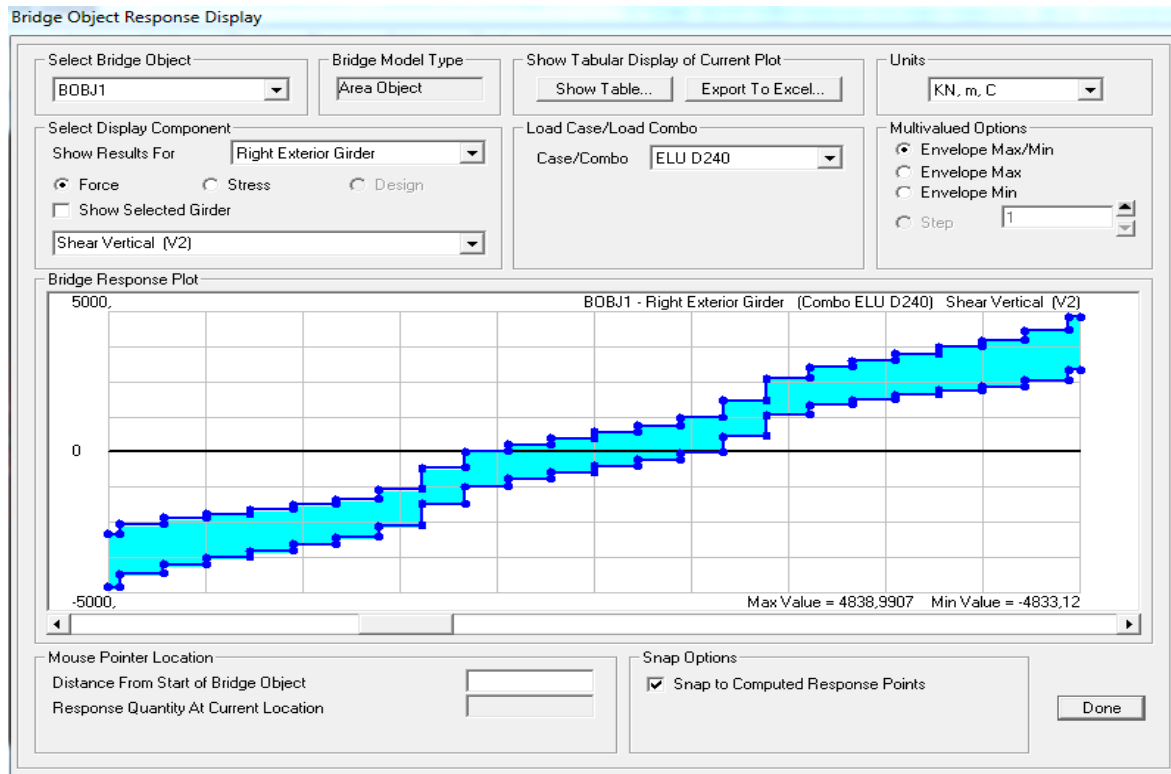 Bridge Object Response Display
Select Bridge Object
BOBJ1
Bridge Model Type
Area Object
Show Tabular Display of Current Plot
Show Table...
Export To Excel...
Units
KN, m, C
Select Display Component
Show Results For
Right Exterior Girder
Force
Stress
Design
Show Selected Girder
Shear Vertical (V2)
Load Case/Load Combo
Case/Combo
ELU D240
Multivalued Options
Envelope Max/Min
Envelope Max
Envelope Min
Step
1
Bridge Response Plot
5000,
BOBJ1 - Right Exterior Girder (Combo ELU D240) Shear Vertical (V2)
0
-5000,
Max Value = 4838,9907 Min Value = -4833,12
Mouse Pointer Location
Distance From Start of Bridge Object
Response Quantity At Current Location
Snap Options
Snap to Computed Response Points
Done